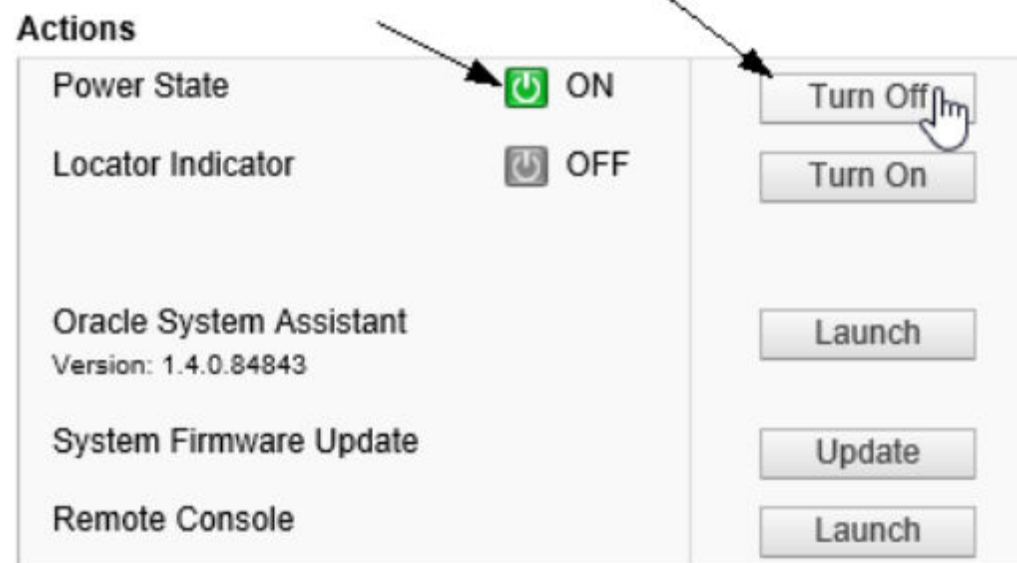 Actions
Power State ON Turn Off
Locator Indicator OFF Turn On
Oracle System Assistant Launch
Version: 1.4.0.84843
System Firmware Update Update
Remote Console Launch